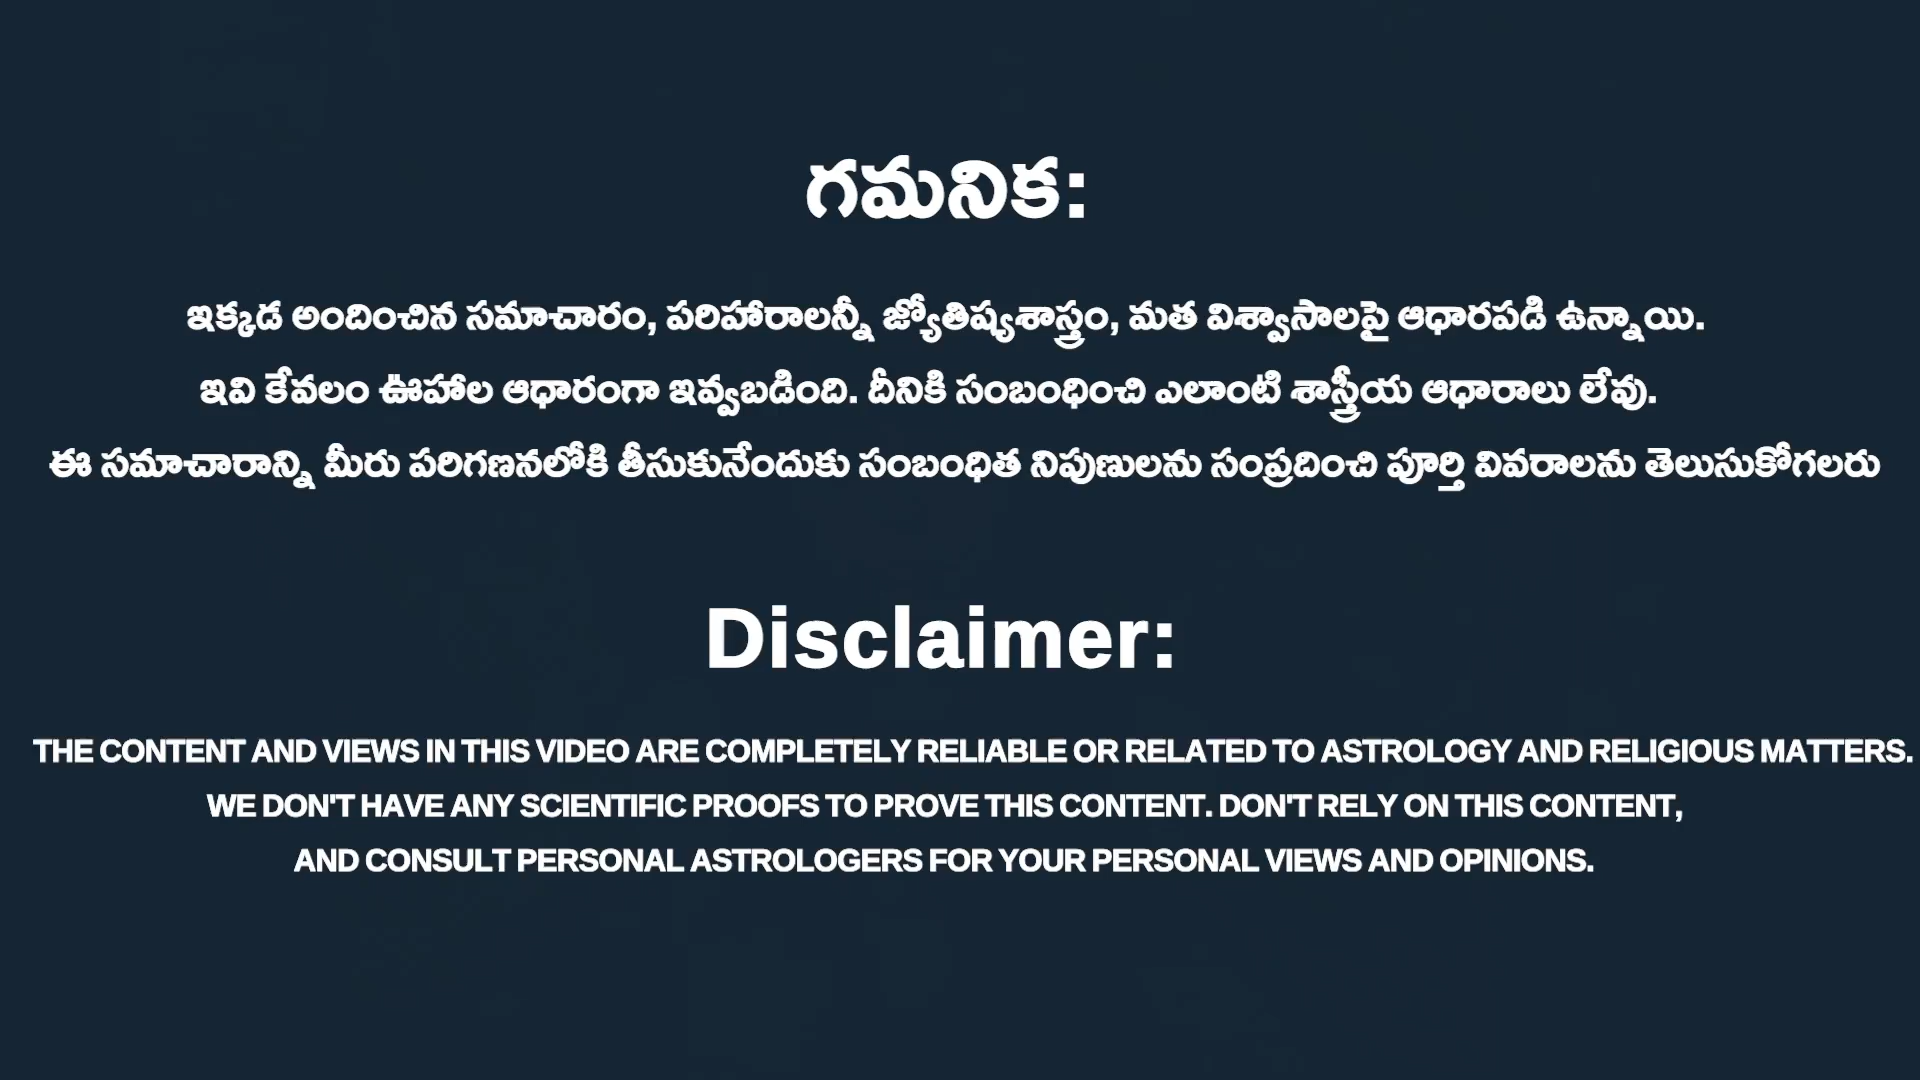 గమనిక:
ఇక్కడ అందించిన సమాచారం, పరిహారాలన్నీ జ్యోతిష్యశాస్త్రం, మత విశ్వాసాలపై ఆధారపడి ఉన్నాయి.
ఇవి కేవలం ఊహాల ఆధారంగా ఇవ్వబడింది. దీనికి సంబంధించి ఎలాంటి శాస్త్రీయ ఆధారాలు లేవు.
ఈ సమాచారాన్ని మీరు పరిగణనలోకి తీసుకునేందుకు సంబంధిత నిపుణులను సంప్రదించి పూర్తి వివరాలను తెలుసుకోగలరు
Disclaimer:
THE CONTENT AND VIEWS IN THIS VIDEO ARE COMPLETELY RELIABLE OR RELATED TO ASTROLOGY AND RELIGIOUS MATTERS.
WE DON'T HAVE ANY SCIENTIFIC PROOFS TO PROVE THIS CONTENT. DON'T RELY ON THIS CONTENT,
AND CONSULT PERSONAL ASTROLOGERS FOR YOUR PERSONAL VIEWS AND OPINIONS.